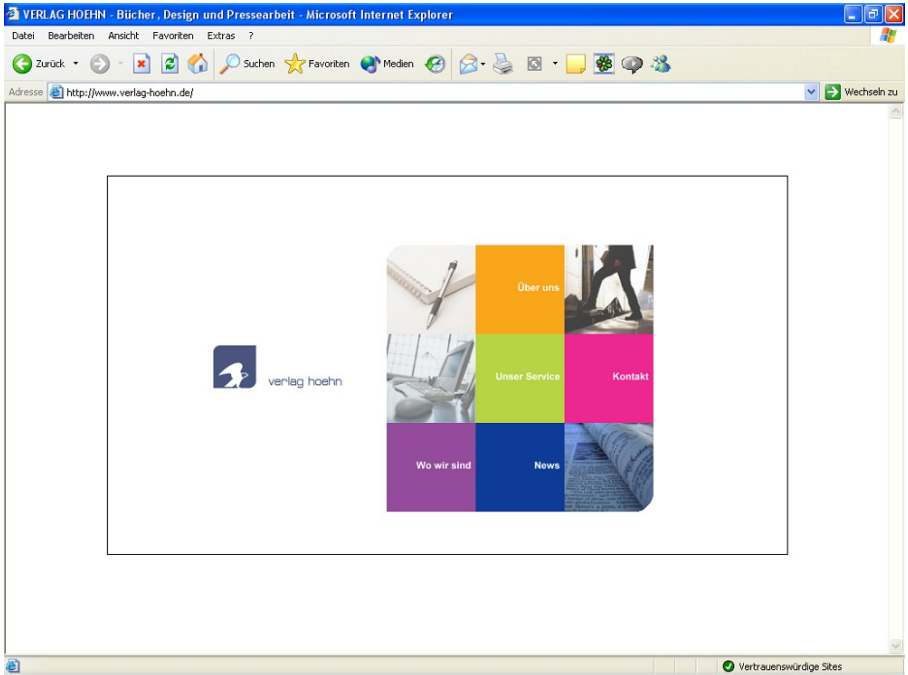 VERLAG HOEHN - Bücher, Design und Pressearbeit - Microsoft Internet Explorer
Datei Bearbeiten Ansicht Favoriten Extras ?
Zurück Suchen Favoriten Medien
Adresse http://www.verlag-hoehn.de/ Wechseln zu
Über uns
verlag hoehn
Unser Service Kontakt
Wo wir sind News
Vertrauenswürdige Sites